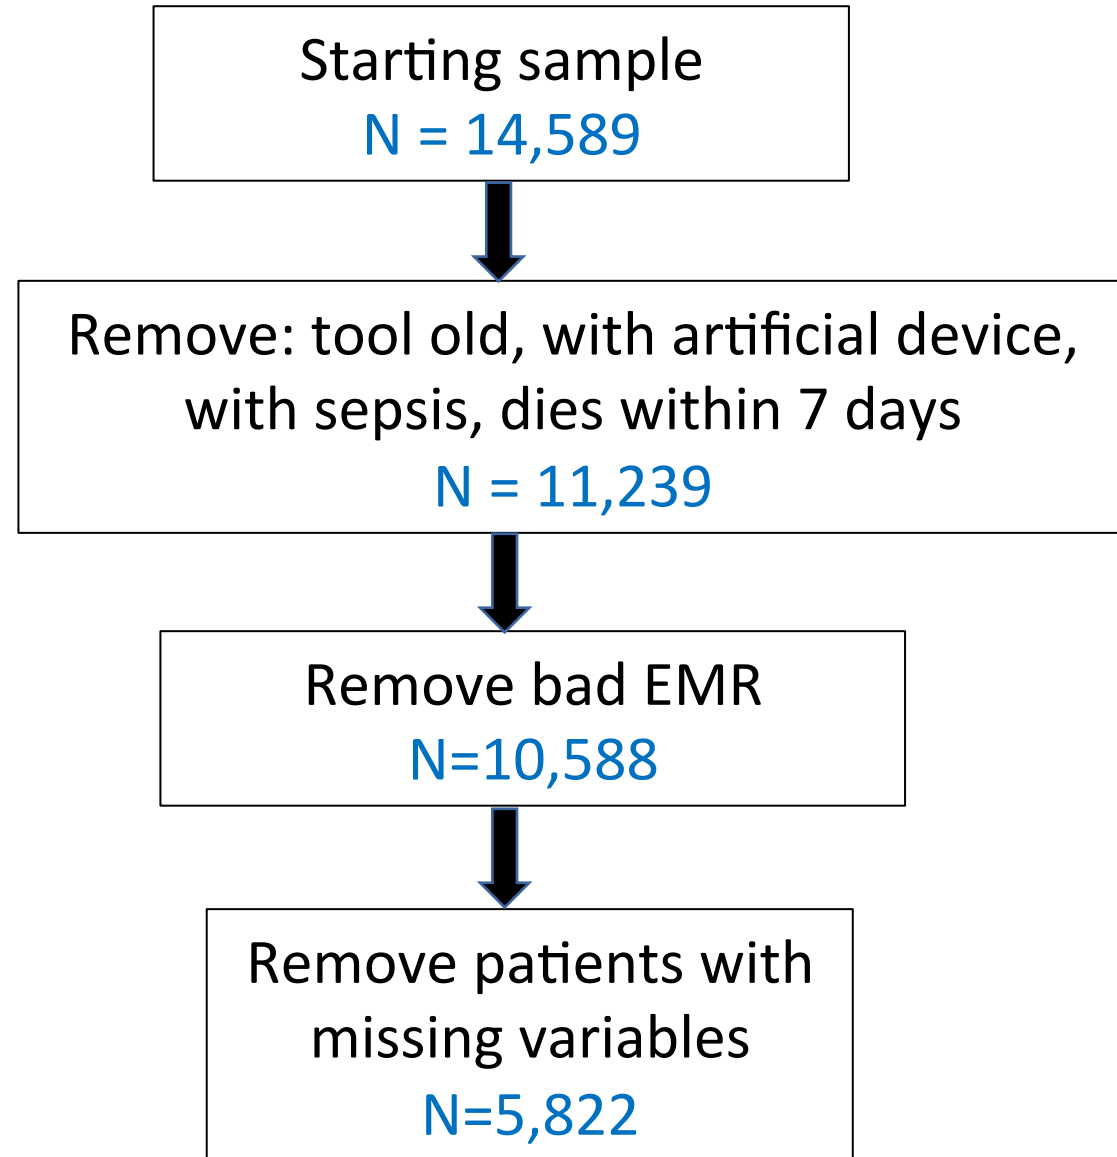 Starting sample
N = 14,589
Remove: tool old, with artificial device,
with sepsis, dies within 7 days
N = 11,239
Remove bad EMR
N=10,588
Remove patients with
missing variables
N=5,822